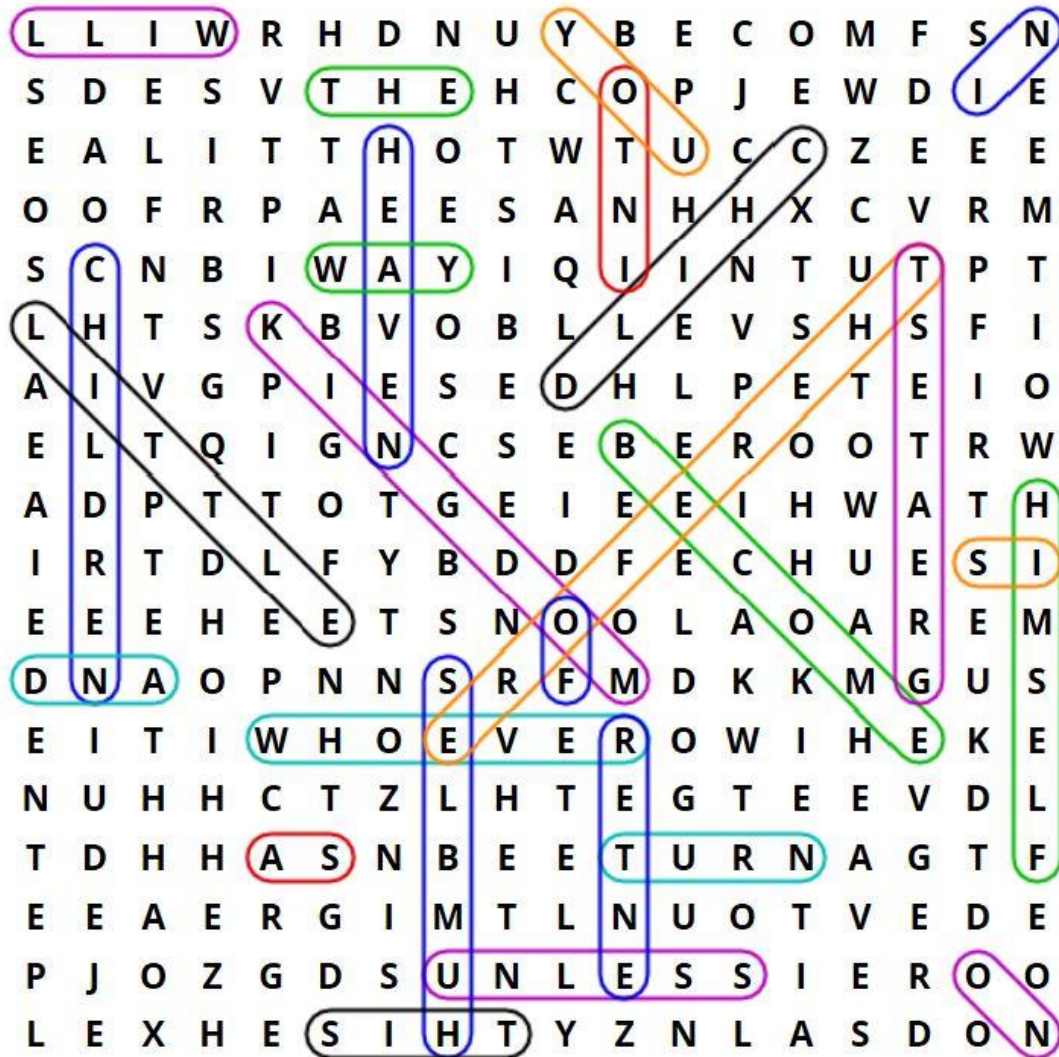 L L I W R H D N U Y B E C O M F S N
S D E S V T H E H C O P J E W D I E
E A L I T T H O T W T U C C Z E E E
O O F R P A E E S A N H H X C V R M
S C N B I W A Y I Q I I N T U T P T
L H T S K B V O B L L E V S H S F I
A I V G P I E S E D H L P E T E I O
E L T Q I G N C S E B E R O O T R W
A D P T T O T G E I E E I H W A T H
I R T D L F Y B D D F E C H U E S I
E E E H E E T S N O O L A O A R E M
D N A O P N N S R F M D K K M G U S
E I T I W H O E V E R O W I H E K E
N U H H C T Z L H T E G T E E V D L
T D H H A S N B E E T U R N A G T F
E E A E R G I M T L N U O T V E D E
P J O Z G D S U N L E S S I E R O O
L E X H E S I H T Y Z N L A S D O N